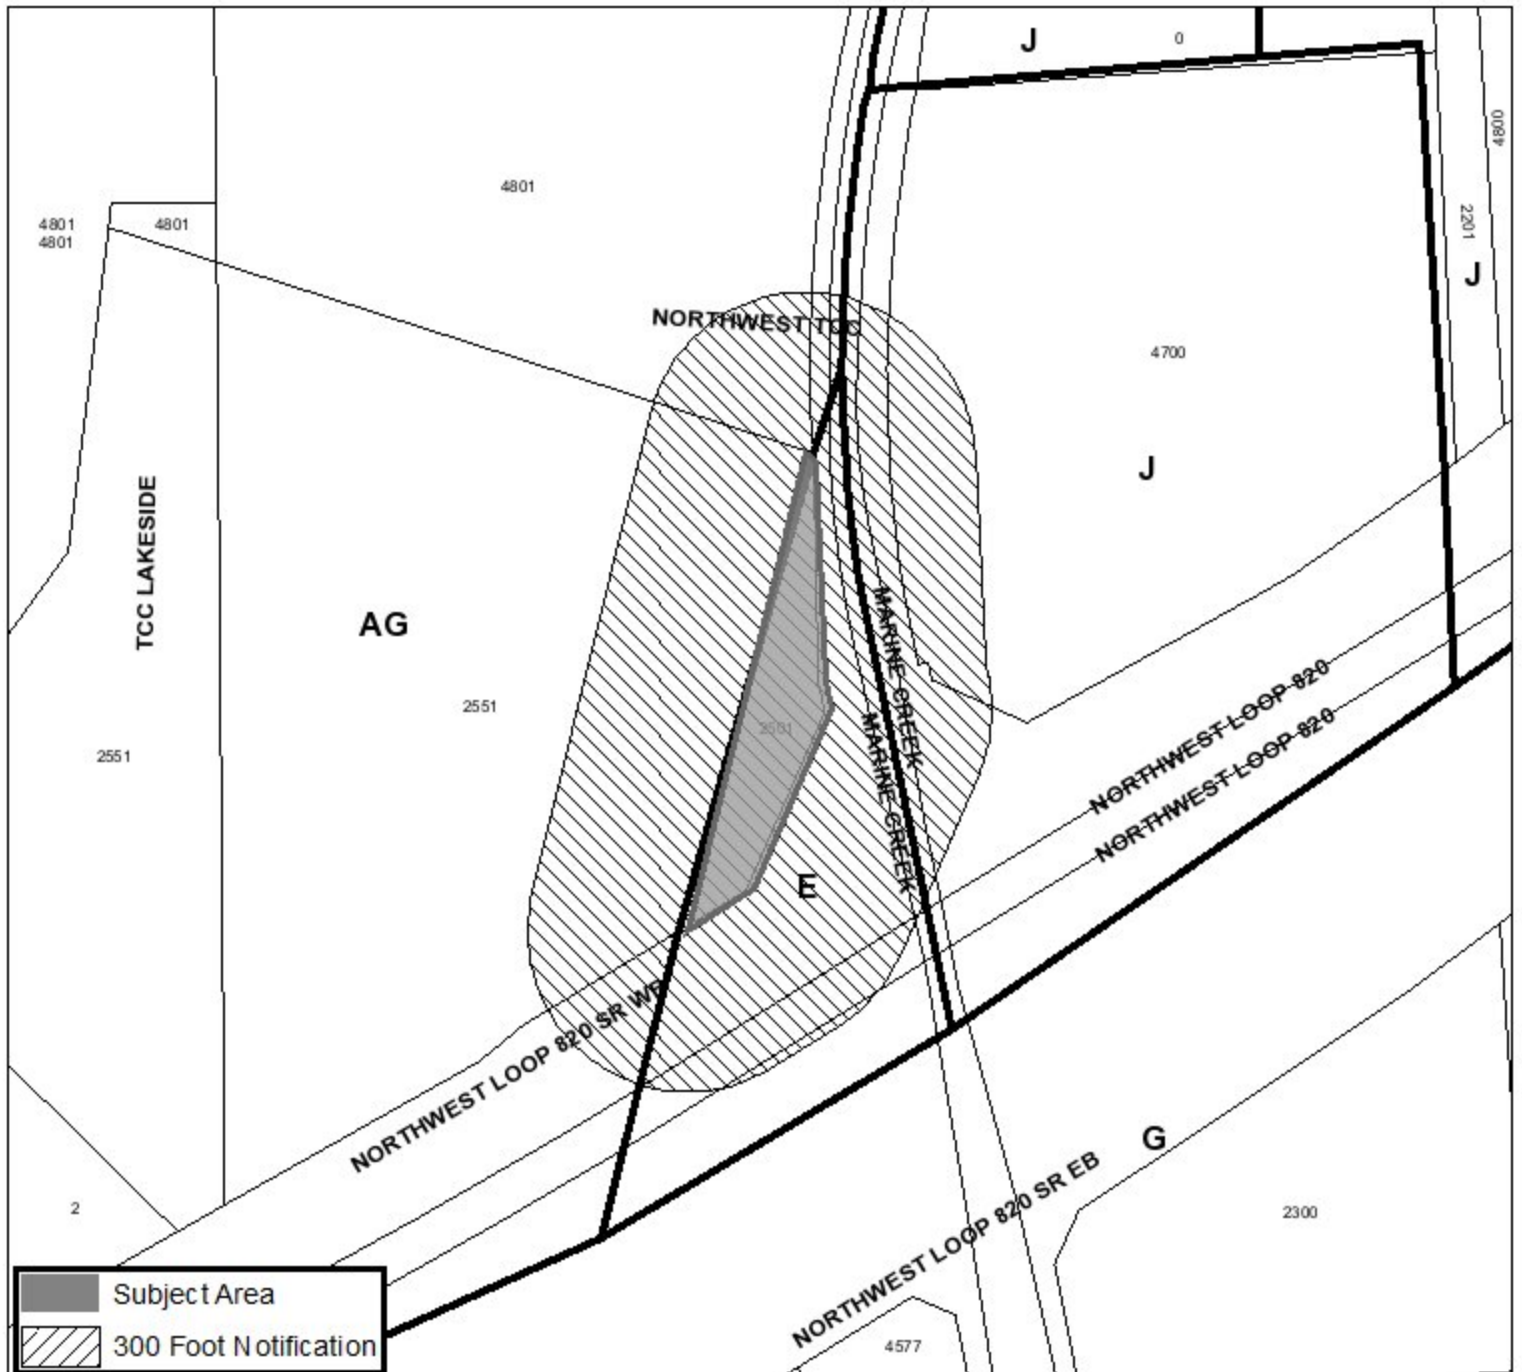 J
0
4800
4801
4801
4801
4801
2201
J
NORTHWEST TCC
4700
J
TCC LAKESIDE
AG
MARINE CREEK
MARINE CREEK
2551
2551
NORTHWEST LOOP 820
NORTHWEST LOOP 820
E
NORTHWEST LOOP 820 SR WB
G
NORTHWEST LOOP 820 SR EB
2
2300
4577
Subject Area
300 Foot Notification